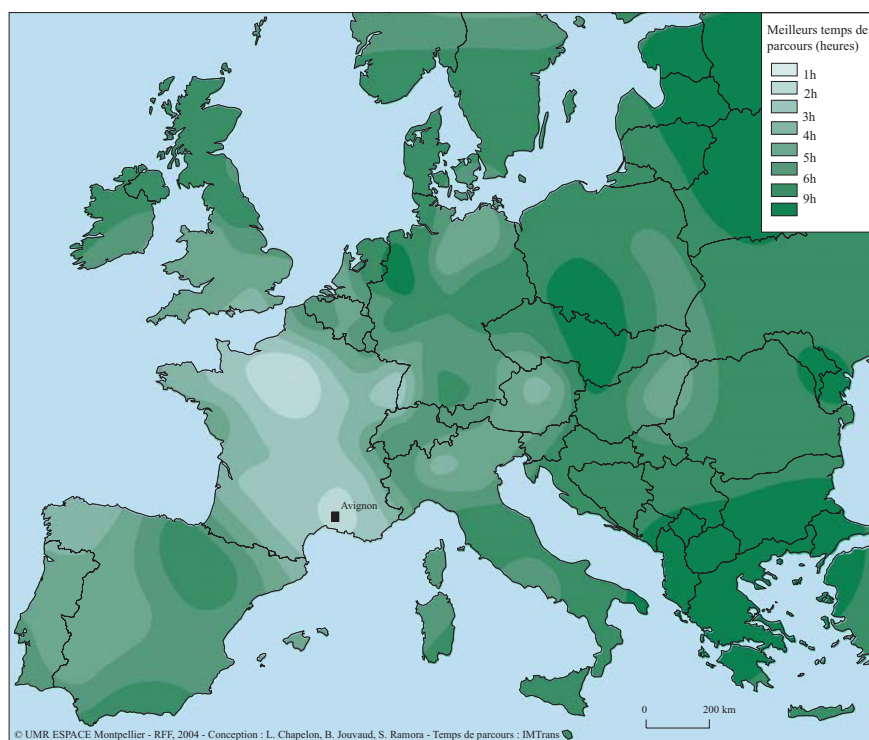 Meilleurs temps de
parcours (heures)
1h
2h
3h
4h
5h
6h
9h
Avignon
0 200 km
© UMR ESPACE Montpellier - RFF, 2004 - Conception : L. Chapelon, B. Jouvaud, S. Ramora - Temps de parcours : IMTrans